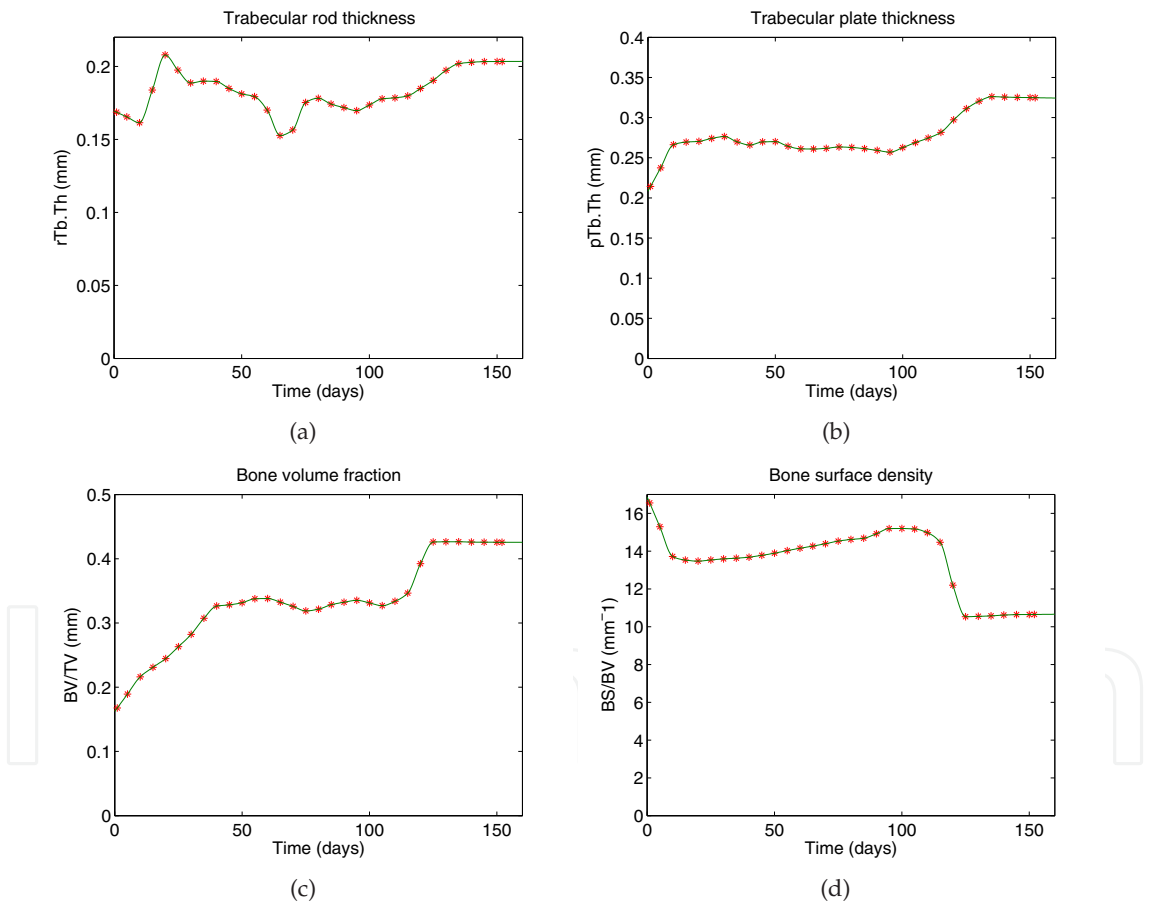 Trabecular rod thickness
0.2
0.15
0.1
0.05
0
rTb.Th (mm)
0 50 100 150
Time (days)
(a)
Trabecular plate thickness
0.4
0.35
0.3
0.25
0.2
0.15
0.1
0.05
0
pTb.Th (mm)
0 50 100 150
Time (days)
(b)
Bone volume fraction
0.5
0.4
0.3
0.2
0.1
0
BV/TV (mm)
0 50 100 150
Time (days)
(c)
Bone surface density
16
14
12
10
8
6
4
2
0
BS/BV (mm−1)
0 50 100 150
Time (days)
(d)